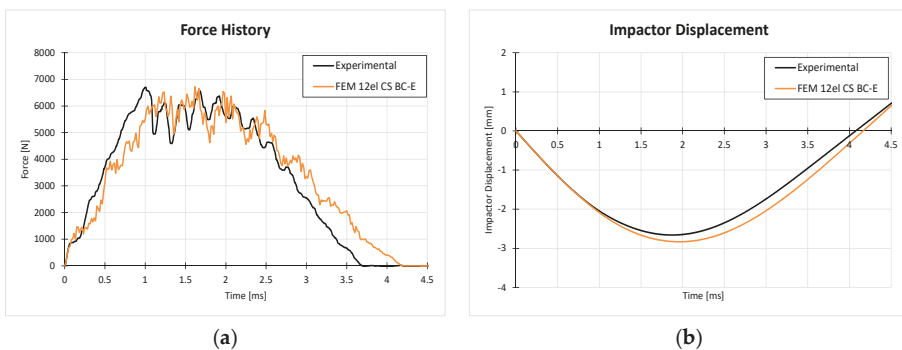 Force History
Experimental
FEM 12el CS BC-E
Force [N]
8000
7000
6000
5000
4000
3000
2000
1000
0
0 0.5 1 1.5 2 2.5 3 3.5 4 4.5
Time [ms]
(a)
Impactor Displacement
Experimental
FEM 12el CS BC-E
Impactor Displacement [mm]
2
1
0
-1
-2
-3
-4
0 0.5 1 1.5 2 2.5 3 3.5 4 4.5
Time [ms]
(b)